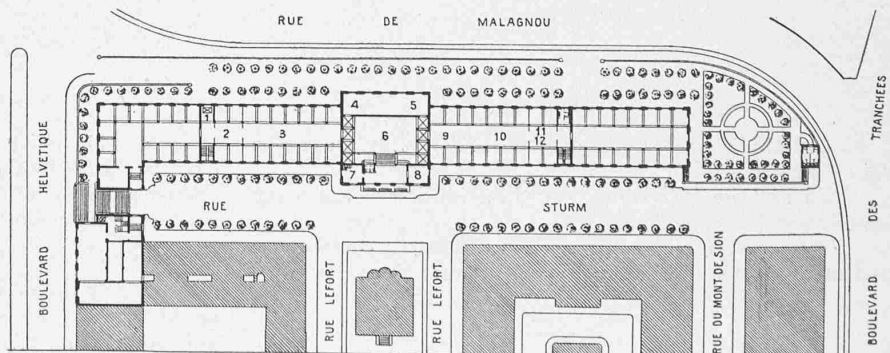 RUE DE MALAGNOU
BOULEVARD HELVETIQUE
BOULEVARD DES TRANCHÉES
1
2
3
4
5
6
7
8
9
10
11
12
RUE STURM
RUE LEFORT
RUE LEFORT
RUE DU MONT DE SION